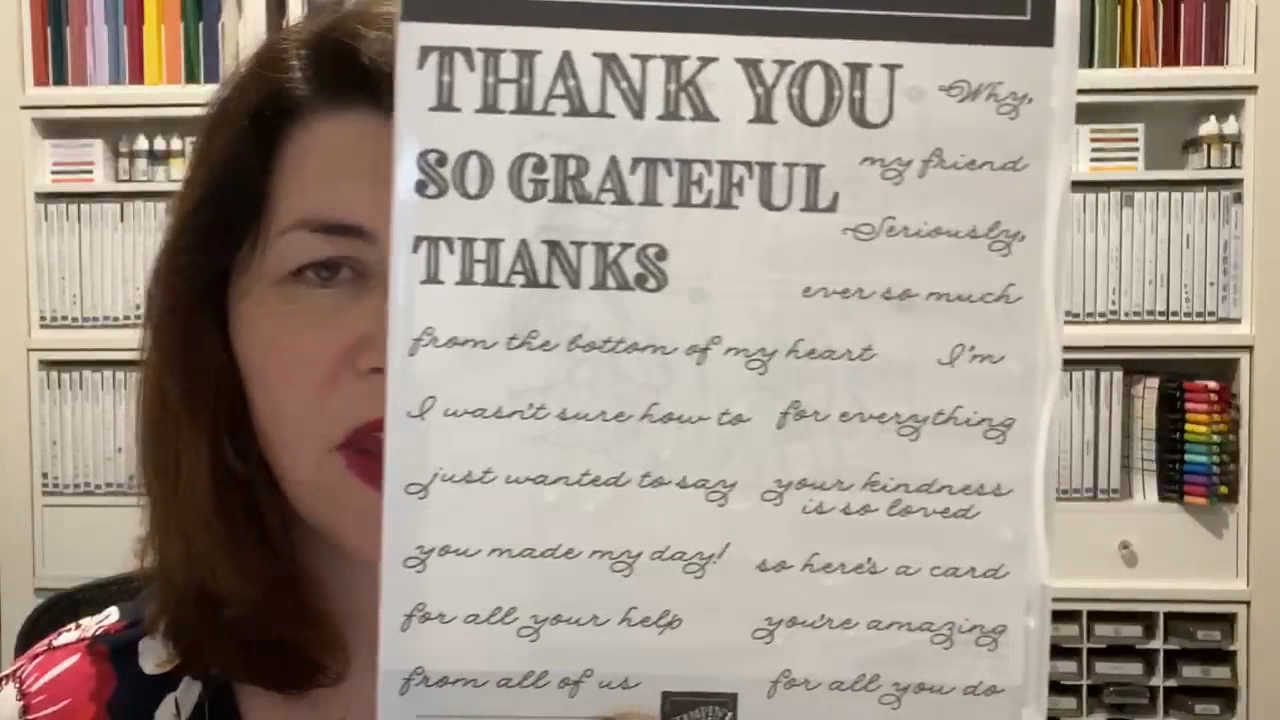 THANK YOU
Why,
my friend
SO GRATEFUL
Seriously,
THANKS
ever so much
from the bottom of my heart
I'm
I wasn't sure how to
for everything
just wanted to say
your kindness
is so loved
you made my day!
so here's a card
for all your help
you're amazing
from all of us
for all you do